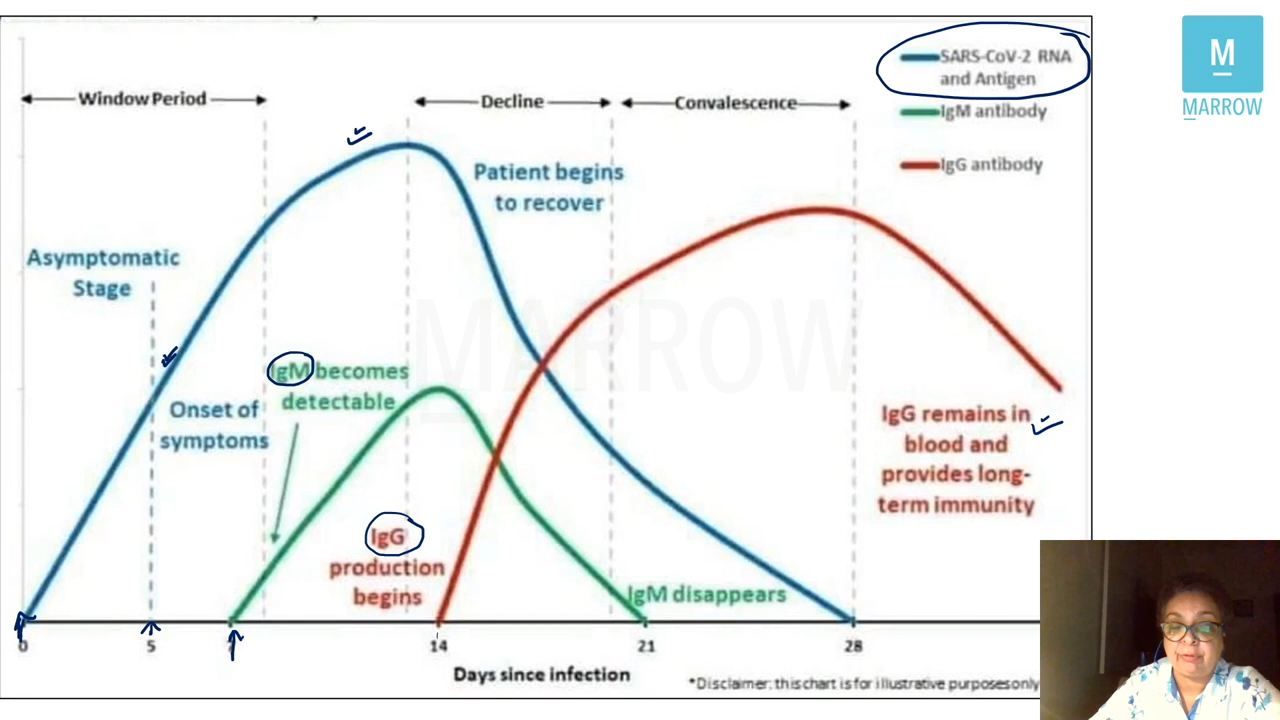 SARS-CoV-2 RNA
and Antigen
M
MARROW
Window Period
Decline
Convalescence
IgM antibody
IgG antibody
Patient begins
to recover
Asymptomatic
Stage
IgM becomes
detectable
Onset of
symptoms
MARROW
IgG remains in
blood and
provides long-
term immunity
IgG
production
begins
IgM disappears
0
5
14
21
28
Days since infection
*Disclaimer: this chart is for illustrative purposes only